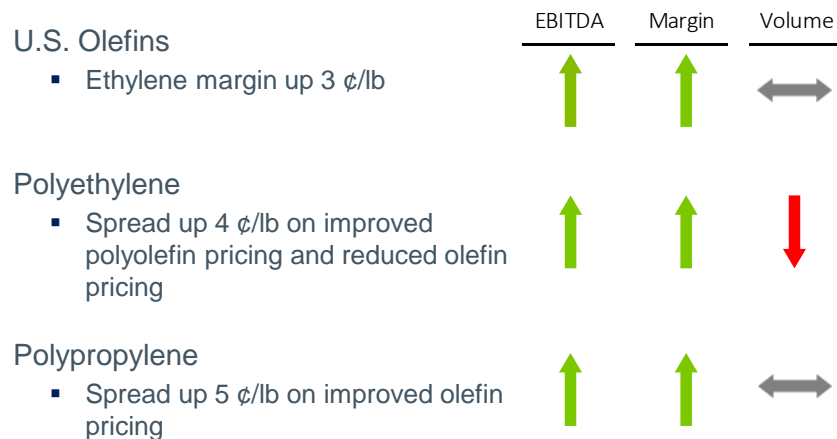 EBITDA Margin Volume
U.S. Olefins
▪ Ethylene margin up 3 ¢/lb
Polyethylene
▪ Spread up 4 ¢/lb on improved
polyolefin pricing and reduced olefin
pricing
Polypropylene
▪ Spread up 5 ¢/lb on improved olefin
pricing